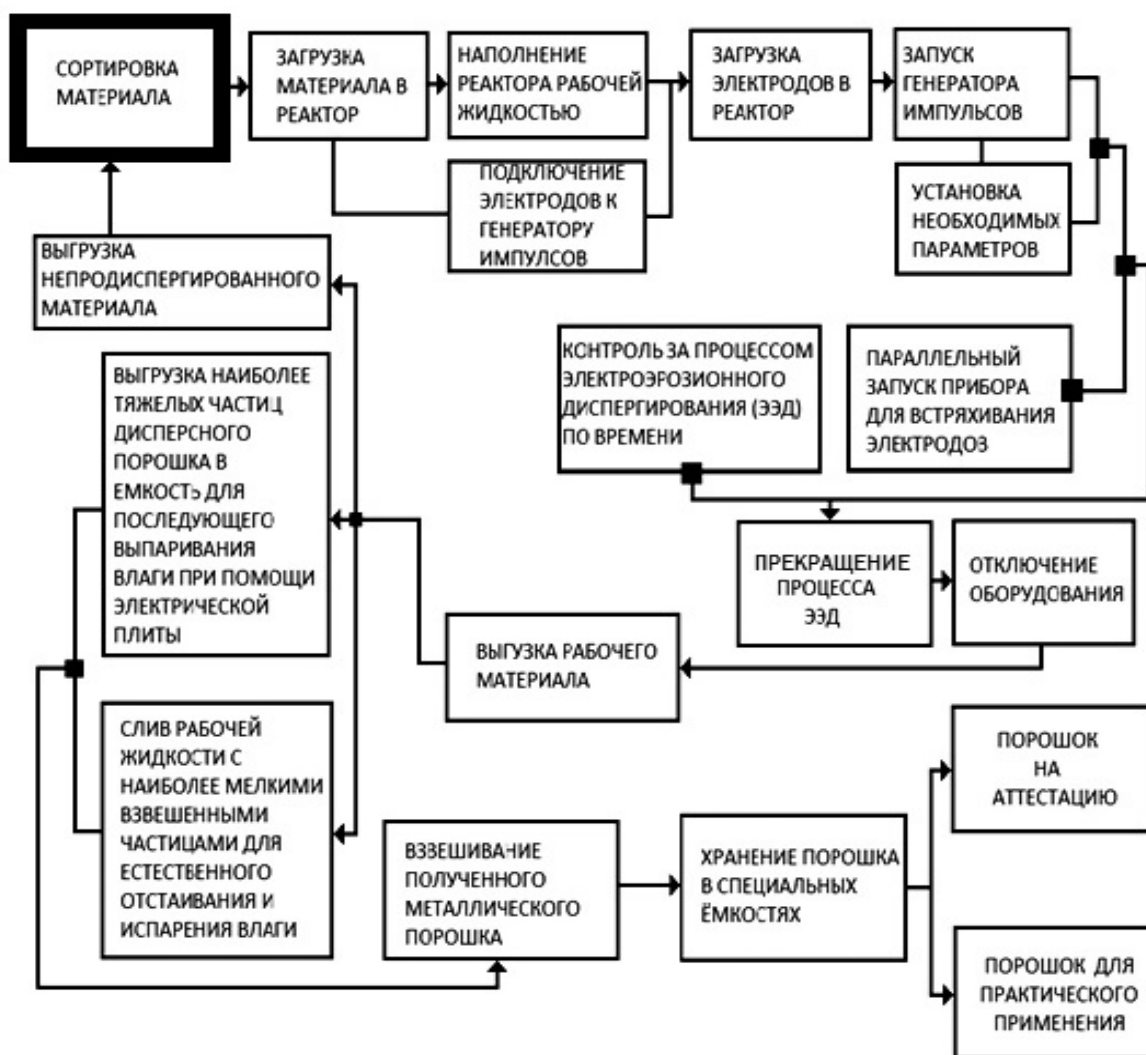 СОРТИРОВКА
МАТЕРИАЛА
ЗАГРУЗКА
МАТЕРИАЛА В
РЕАКТОР
НАПОЛНЕНИЕ
РЕАКТОРА РАБОЧЕЙ
ЖИДКОСТЬЮ
ЗАГРУЗКА
ЭЛЕКТРОДОВ В
РЕАКТОР
ЗАПУСК
ГЕНЕРАТОРА
ИМПУЛЬСОВ
ПОДКЛЮЧЕНИЕ
ЭЛЕКТРОДОВ К
ГЕНЕРАТОРУ
ИМПУЛСОВ
УСТАНОВКА
НЕОБХОДИМЫХ
ПАРАМЕТРОВ
ВЫГРУЗКА
НЕПРОДИСПЕРГИРОВАННОГО
МАТЕРИАЛА
КОНТРОЛЬ ЗА ПРОЦЕССОМ
ЭЛЕКТРОЭРОЗИОННОГО
ДИСПЕРГИРОВАНИЯ (ЭЭД)
ПО ВРЕМЕНИ
ПАРАЛЛЕЛЬНЫЙ
ЗАПУСК ПРИБОРА
ДЛЯ ВСТРЯХИВАНИЯ
ЭЛЕКТРОДОЗ
ВЫГРУЗКА НАИБОЛЕЕ
ТЯЖЕЛЫХ ЧАСТИЦ
ДИСПЕРСНОГО
ПОРОШКА В
ЕМКОСТЬ ДЛЯ
ПОСЛЕДУЮЩЕГО
ВЫПАРИВАНИЯ
ВЛАГИ ПРИ ПОМОЩИ
ЭЛЕКТРИЧЕСКОЙ
ПЛИТЫ
ПРЕКРАЩЕНИЕ
ПРОЦЕССА
ЭЭД
ОТКЛЮЧЕНИЕ
ОБОРУДОВАНИЯ
ВЫГУЗКА РАБОЧЕГО
МАТЕРИАЛА
СЛИВ РАБОЧЕЙ
ЖИДКОСТИ С
НАИБОЛЕЕ МЕЛКИМИ
ВЗВЕШЕННЫМИ
ЧАСТИЦАМИ ДЛЯ
ЕСТЕСТВЕННОГО
ОТСТАИВАНИЯ И
ИСПАРЕНИЯ ВЛАГИ
ВЗВЕШИВАНИЕ
ПОЛУЧЕННОГО
МЕТАЛЛИЧЕСКОГО
ПОРОШКА
ХРАНЕНИЕ ПОРОШКА
В СПЕЦИАЛЬНЫХ
ЁМКОСТЯХ
ПОРОШОК
НА
АТТЕСТАЦИЮ
ПОРОШОК ДЛЯ
ПРАКТИЧЕСКОГО
ПРИМЕНЕНИЯ